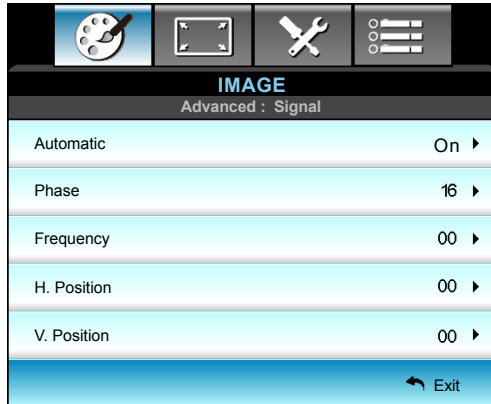 IMAGE
Advanced : Signal
Automatic On
Phase 16
Frequency 00
H. Position 00
V. Position 00
Exit